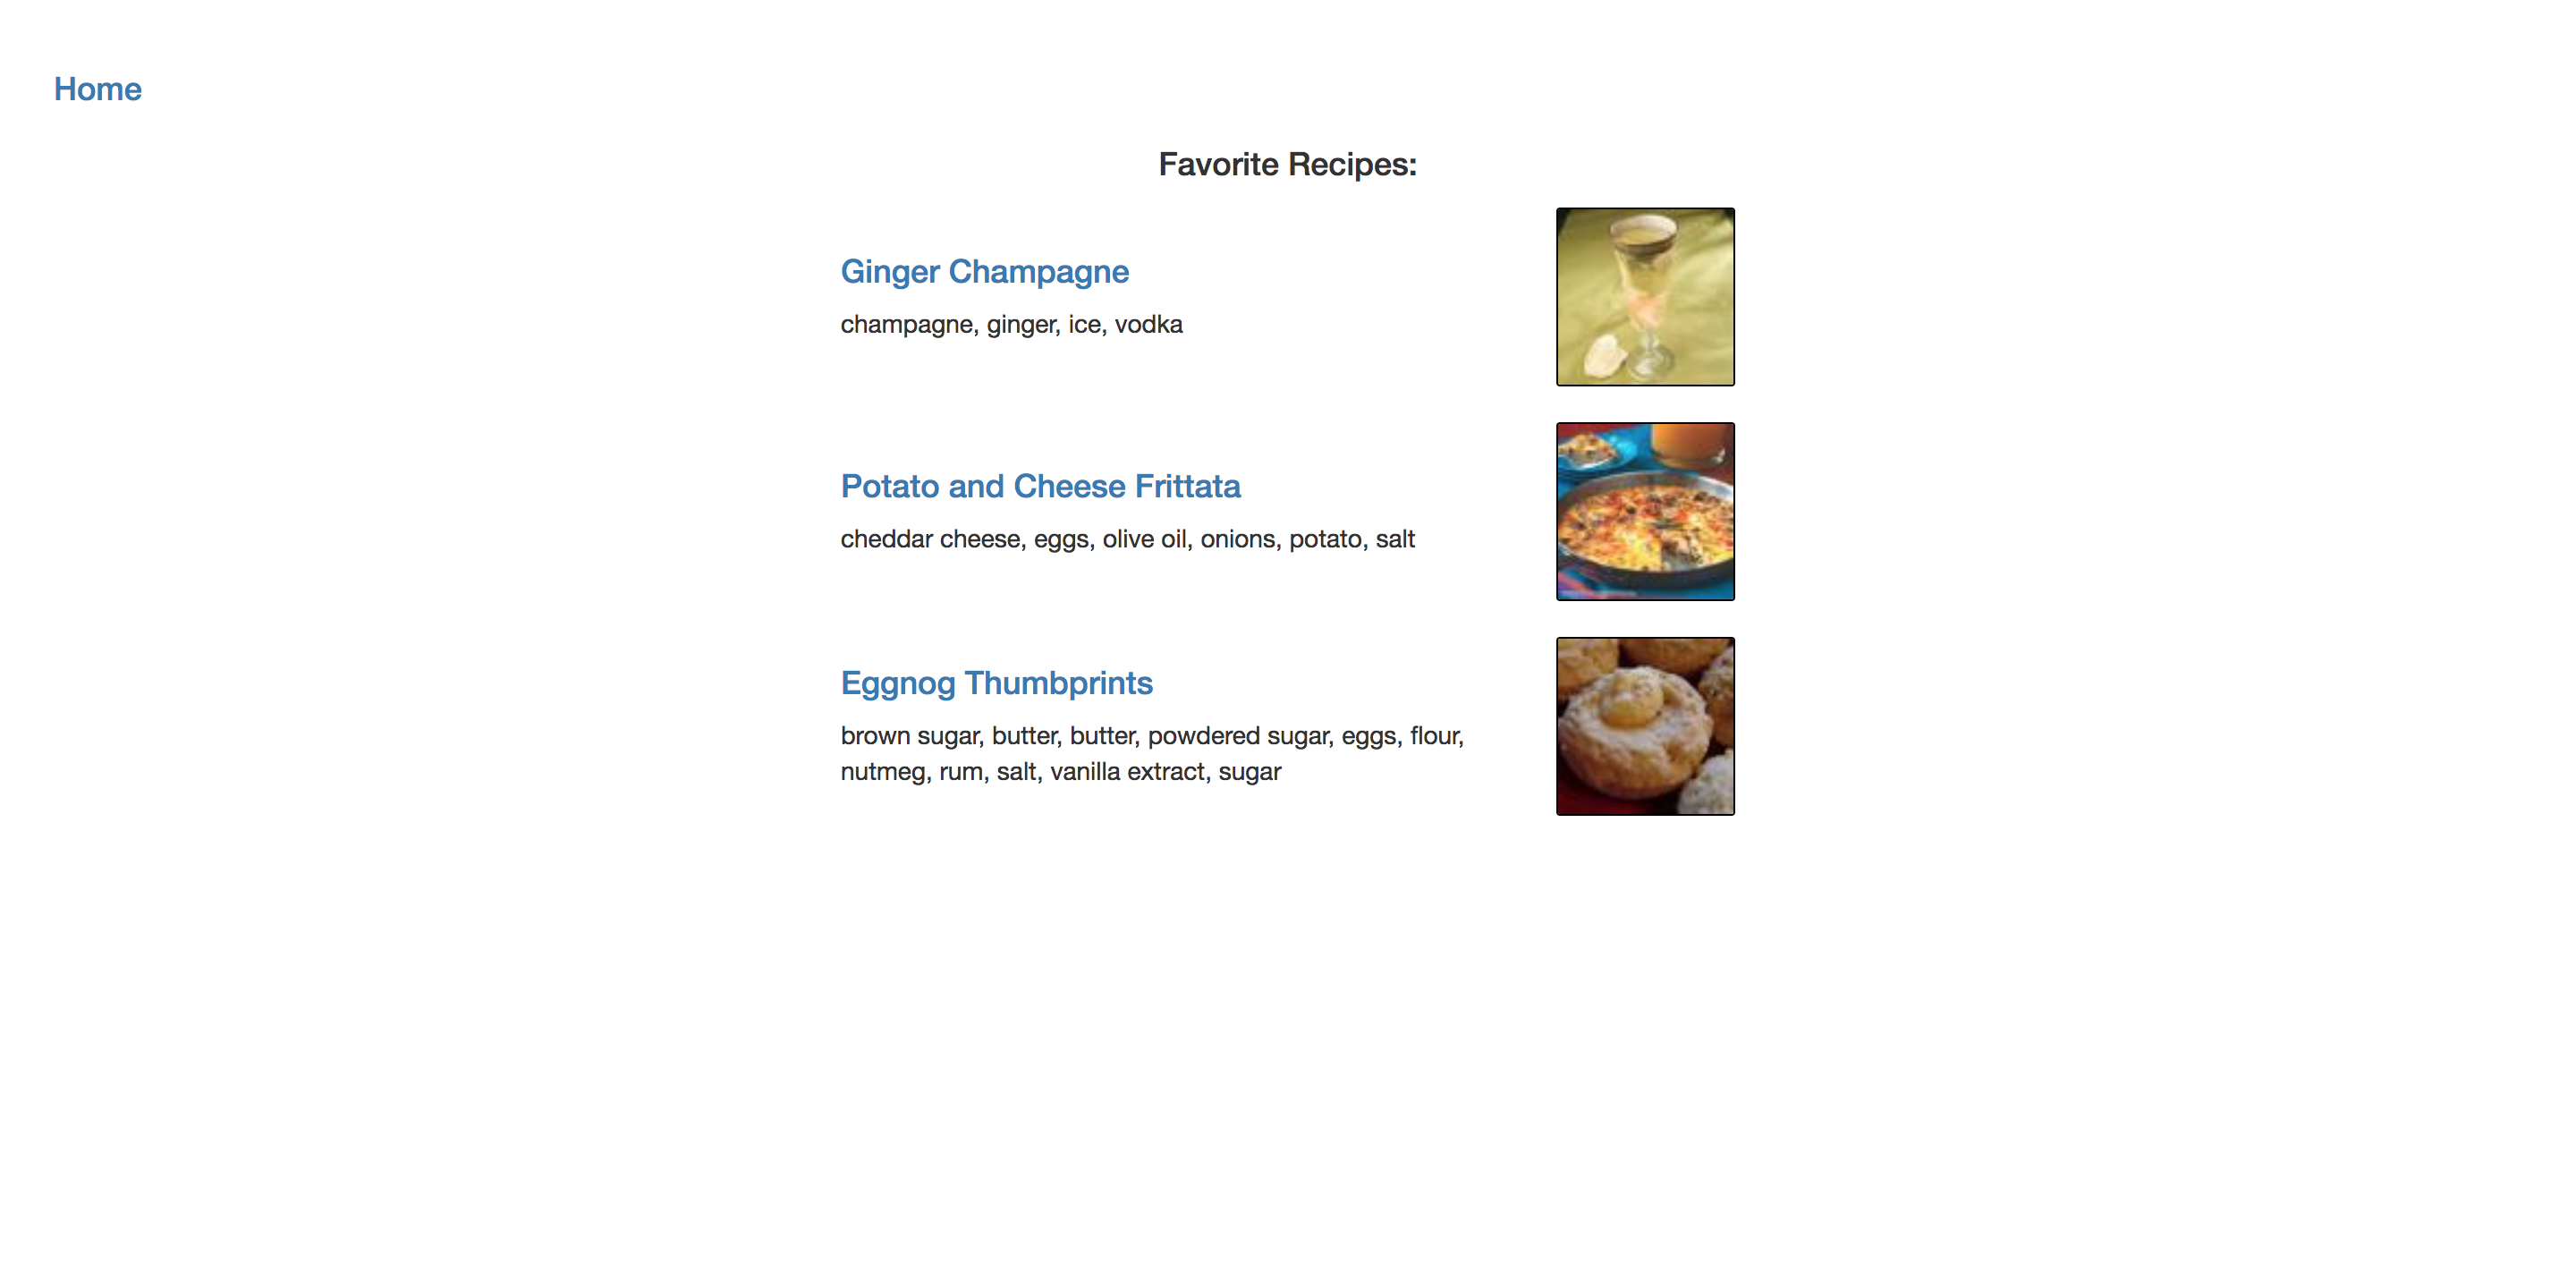 Home
Favorite Recipes:
Ginger Champagne
champagne, ginger, ice, vodka
Potato and Cheese Frittata
cheddar cheese, eggs, olive oil, onions, potato, salt
Eggnog Thumbprints
brown sugar, butter, butter, powdered sugar, eggs, flour,
nutmeg, rum, salt, vanilla extract, sugar